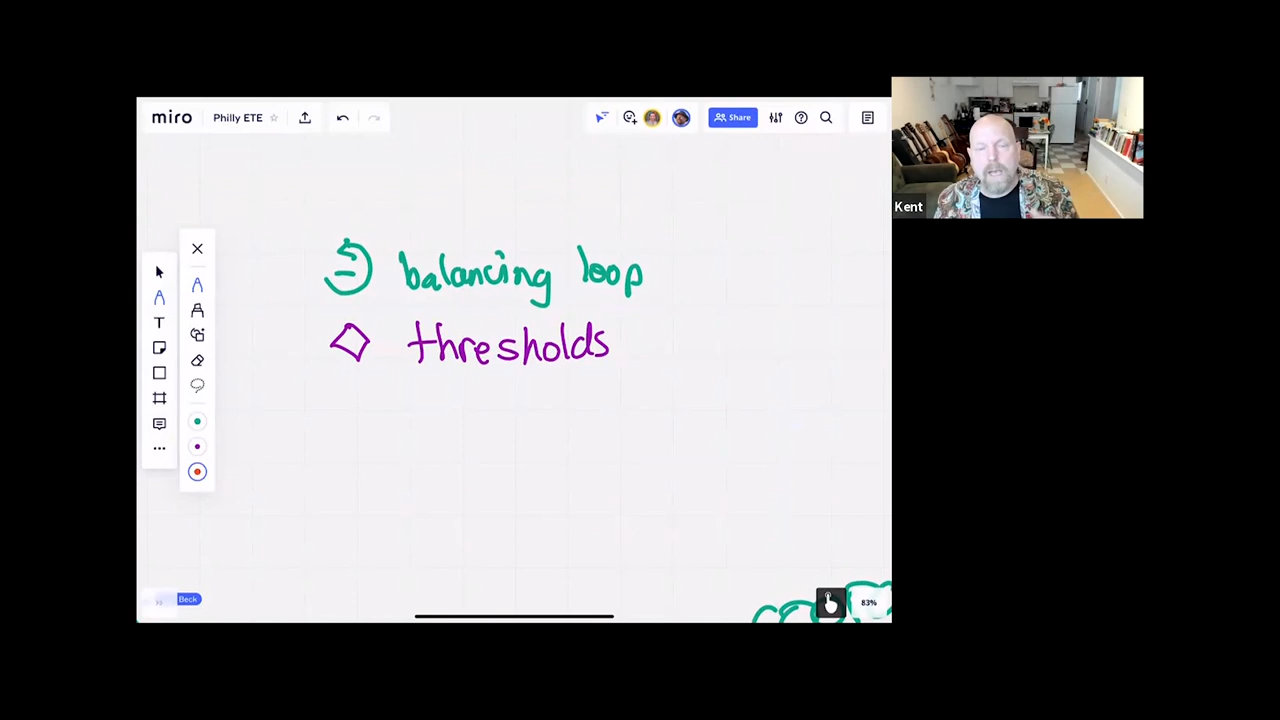 miro Philly ETE Share
Kent
balancing loop
thresholds
T
Beck
83%